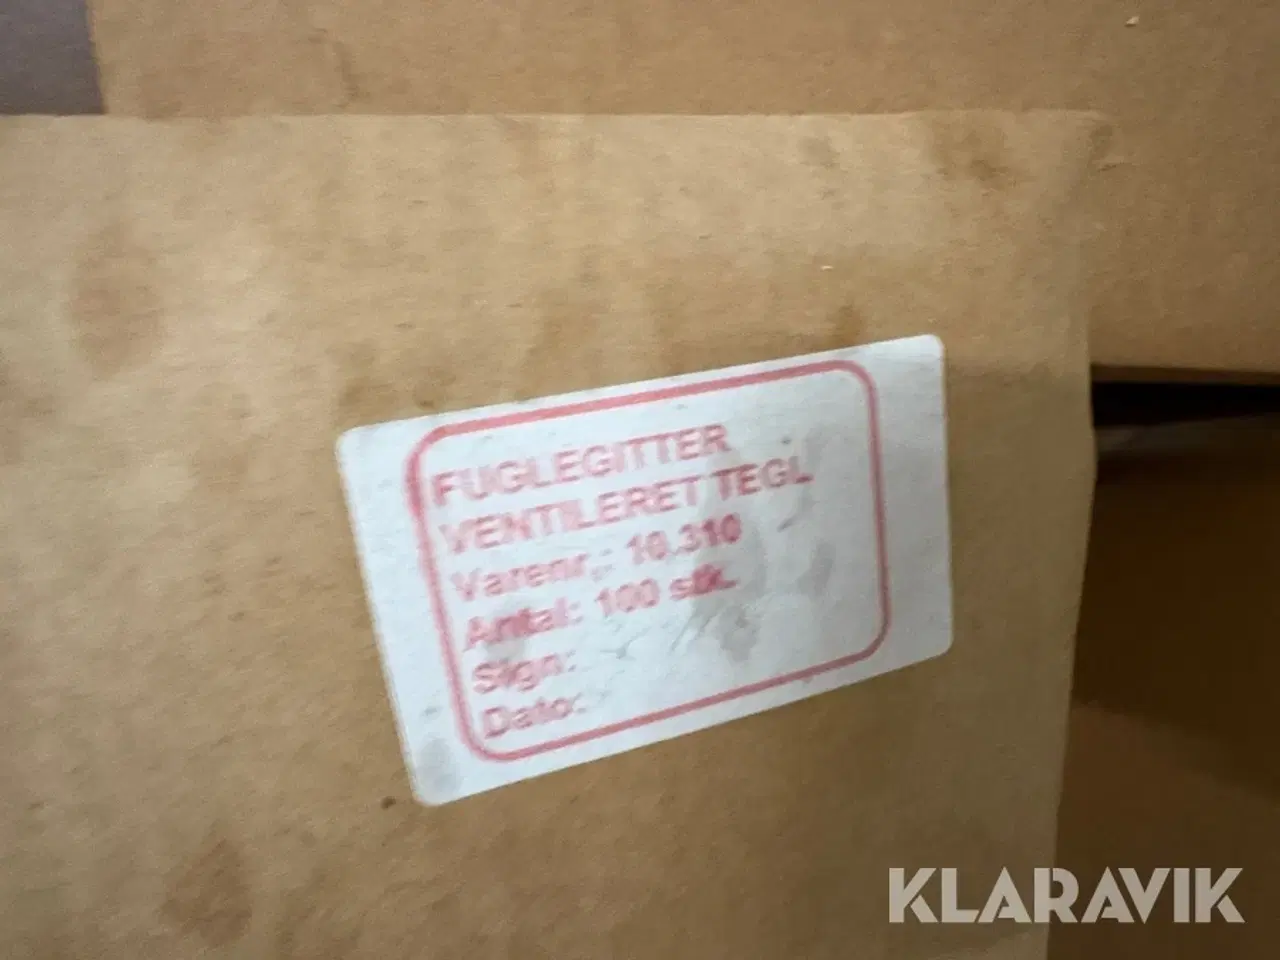 FUGLEGITTER
VENTILERET TEGL
Varenr.: 10.310
Antal: 100 stk.
Sign:
Dato:
KLARAVIK